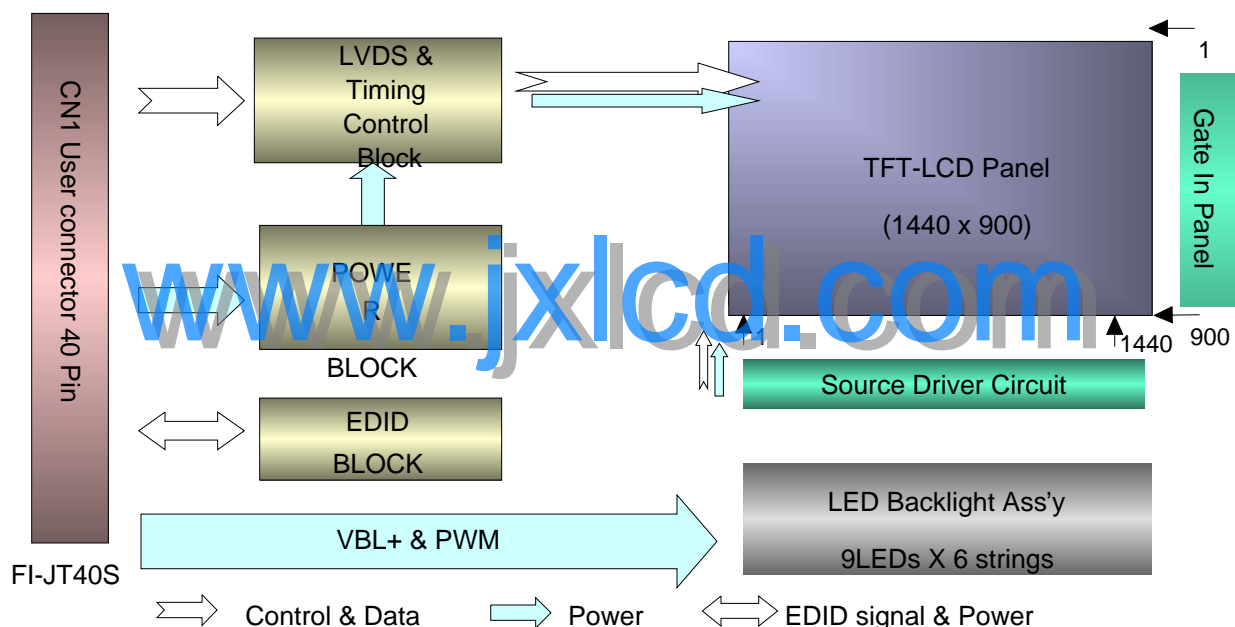 CN1 User connector 40 Pin
FI-JT40S
LVDS &
Timing
Control
Block
POWE
R
BLOCK
EDID
BLOCK
VBL+ & PWM
TFT-LCD Panel
(1440 x 900)
1
Gate In Panel
900
1
1440
Source Driver Circuit
LED Backlight Ass'y
9LEDs X 6 strings
Control & Data
Power
EDID signal & Power
www.jxlcd.com